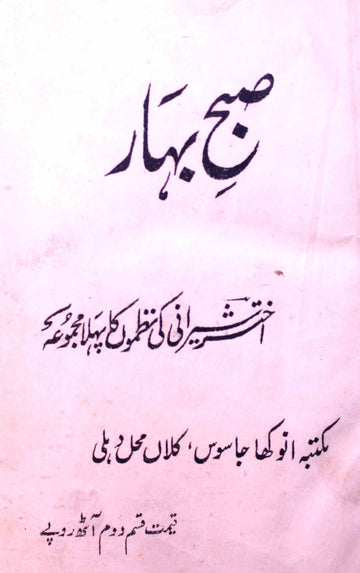 صبحِ بہار
اخترؔ شیرانی کی نظموں کا پہلا مجموعہ
مکتبہ انوکھا جاسوس، کلاں محل دہلی
قیمت قسم دوم آٹھ روپے